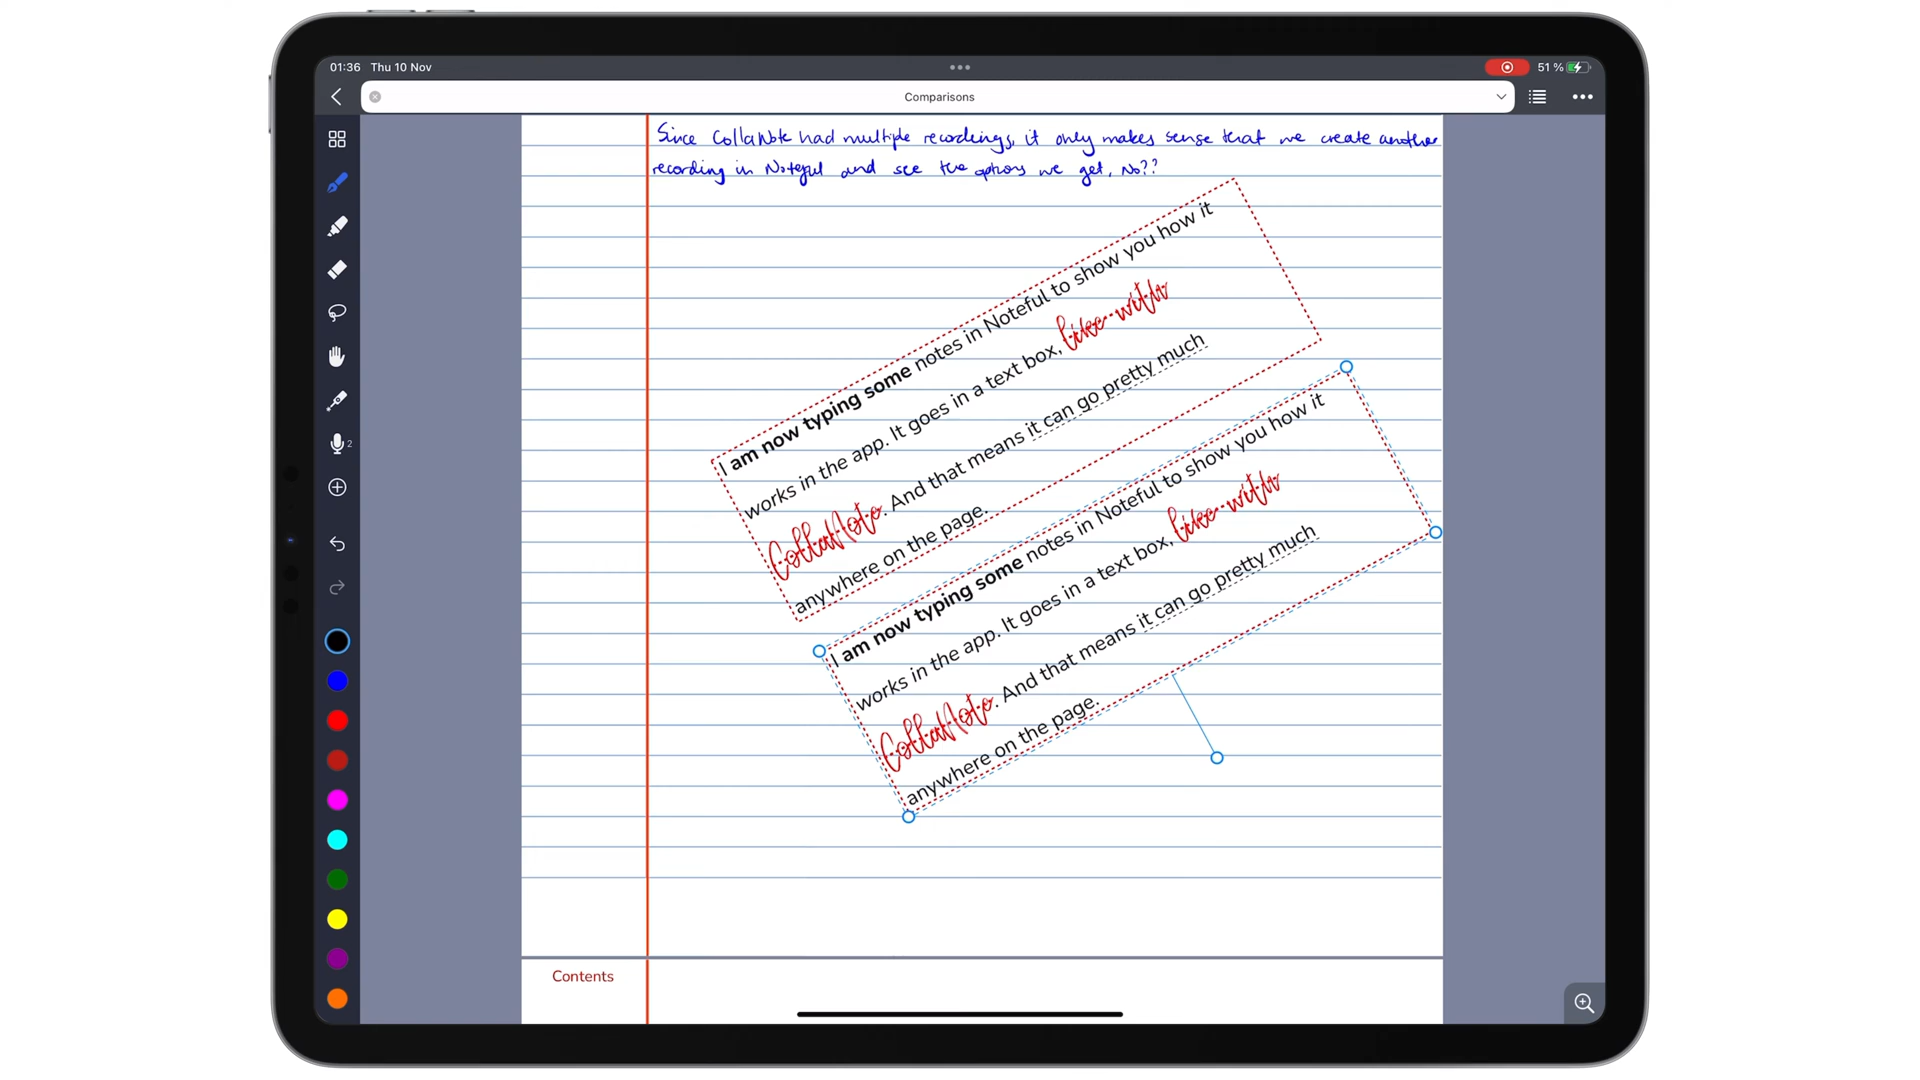 01:36 Thu 10 Nov
51 %
Comparisons
Since CollaNote had multiple recordings, it only makes sense that we create another
recording in Noteful and see the options we get, No??
I am now typing some notes in Noteful to show you how it
works in the app. It goes in a text box, like with
CollaNote. And that means it can go pretty much
anywhere on the page.
I am now typing some notes in Noteful to show you how it
works in the app. It goes in a text box, like with
CollaNote. And that means it can go pretty much
anywhere on the page.
2
Contents